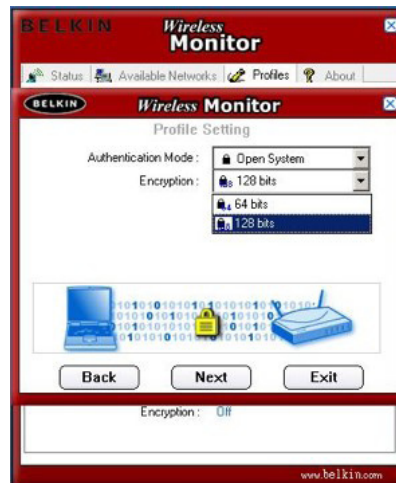 BELKIN Wireless Monitor
Status Available Networks Profiles About
BELKIN Wireless Monitor
Profile Setting
Authentication Mode : Open System
Encryption : 128 bits
64 bits
128 bits
Back Next Exit
Encryption : Off
www.belkin.com